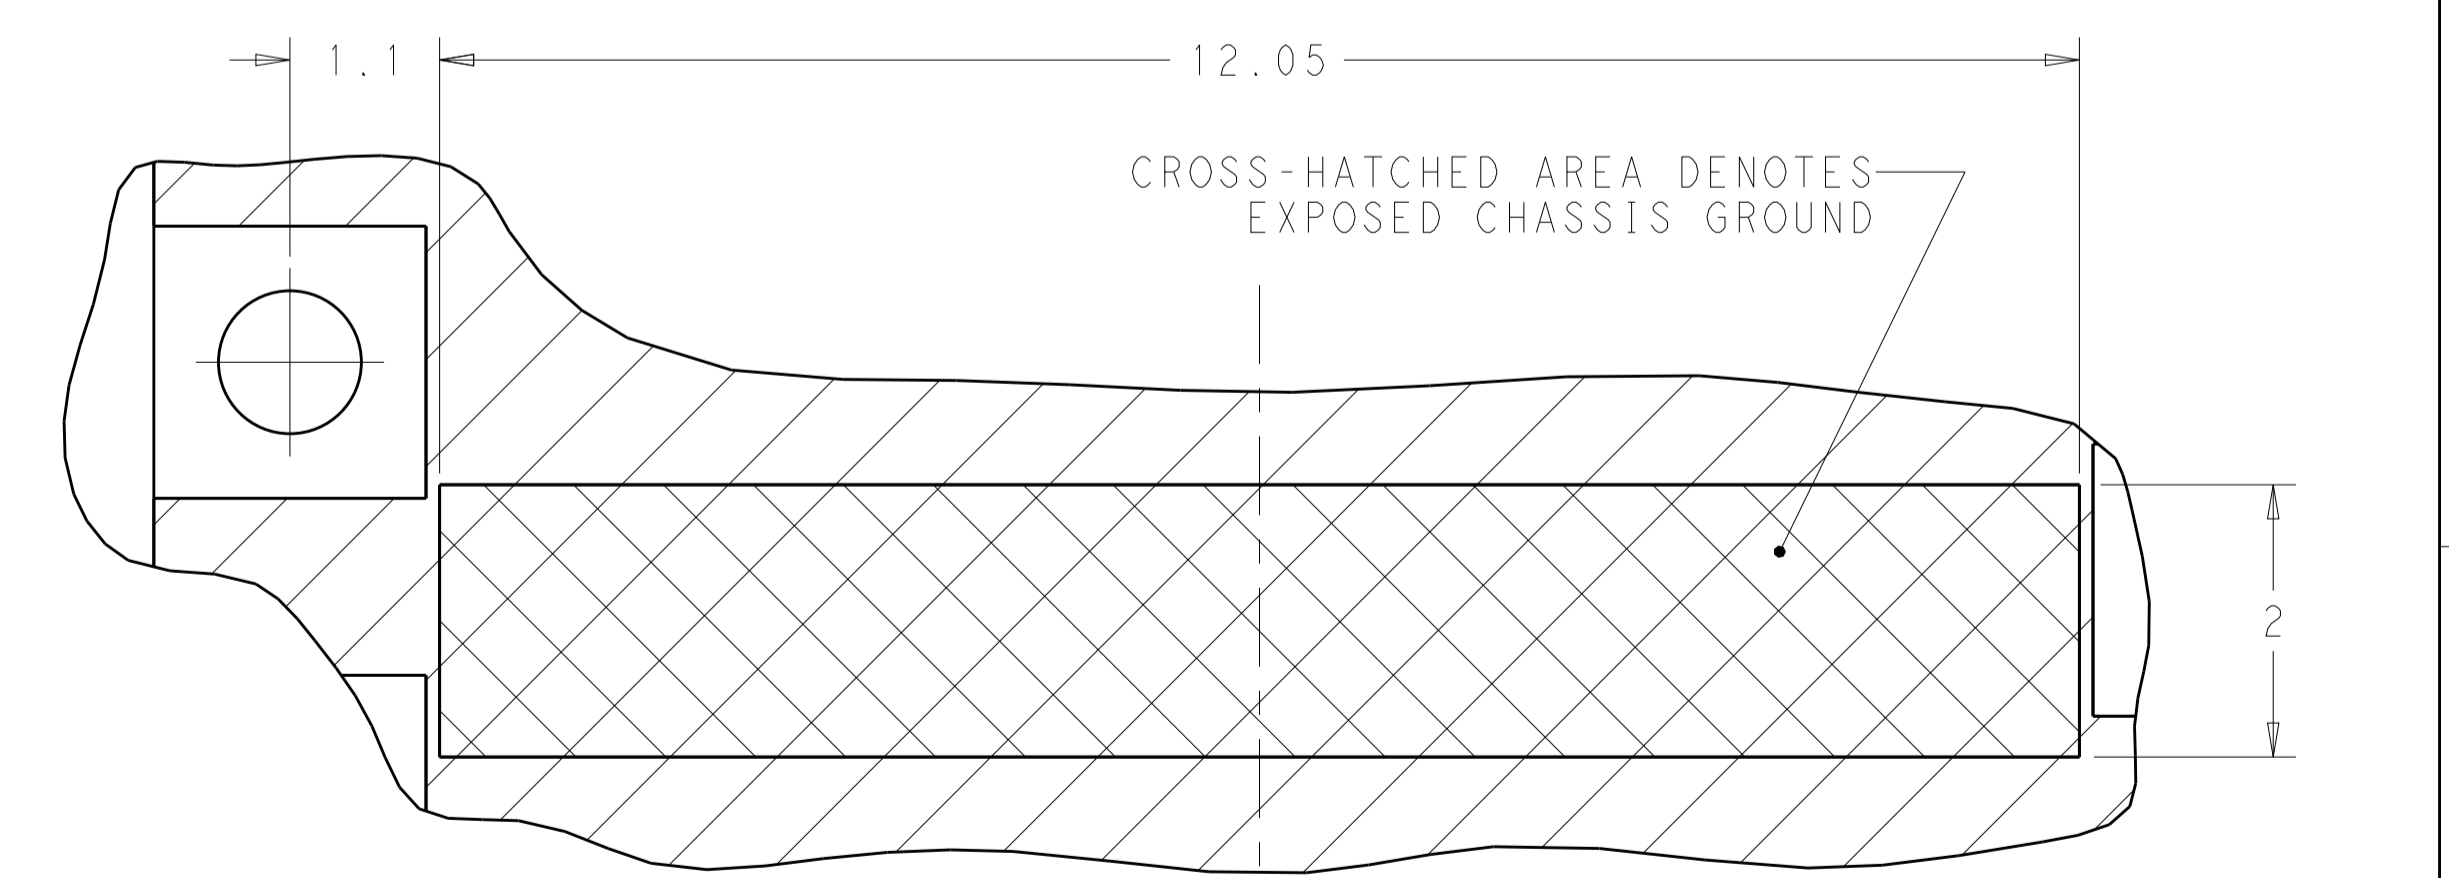 1.1
12.05
CROSS-HATCHED AREA DENOTES
EXPOSED CHASSIS GROUND
2